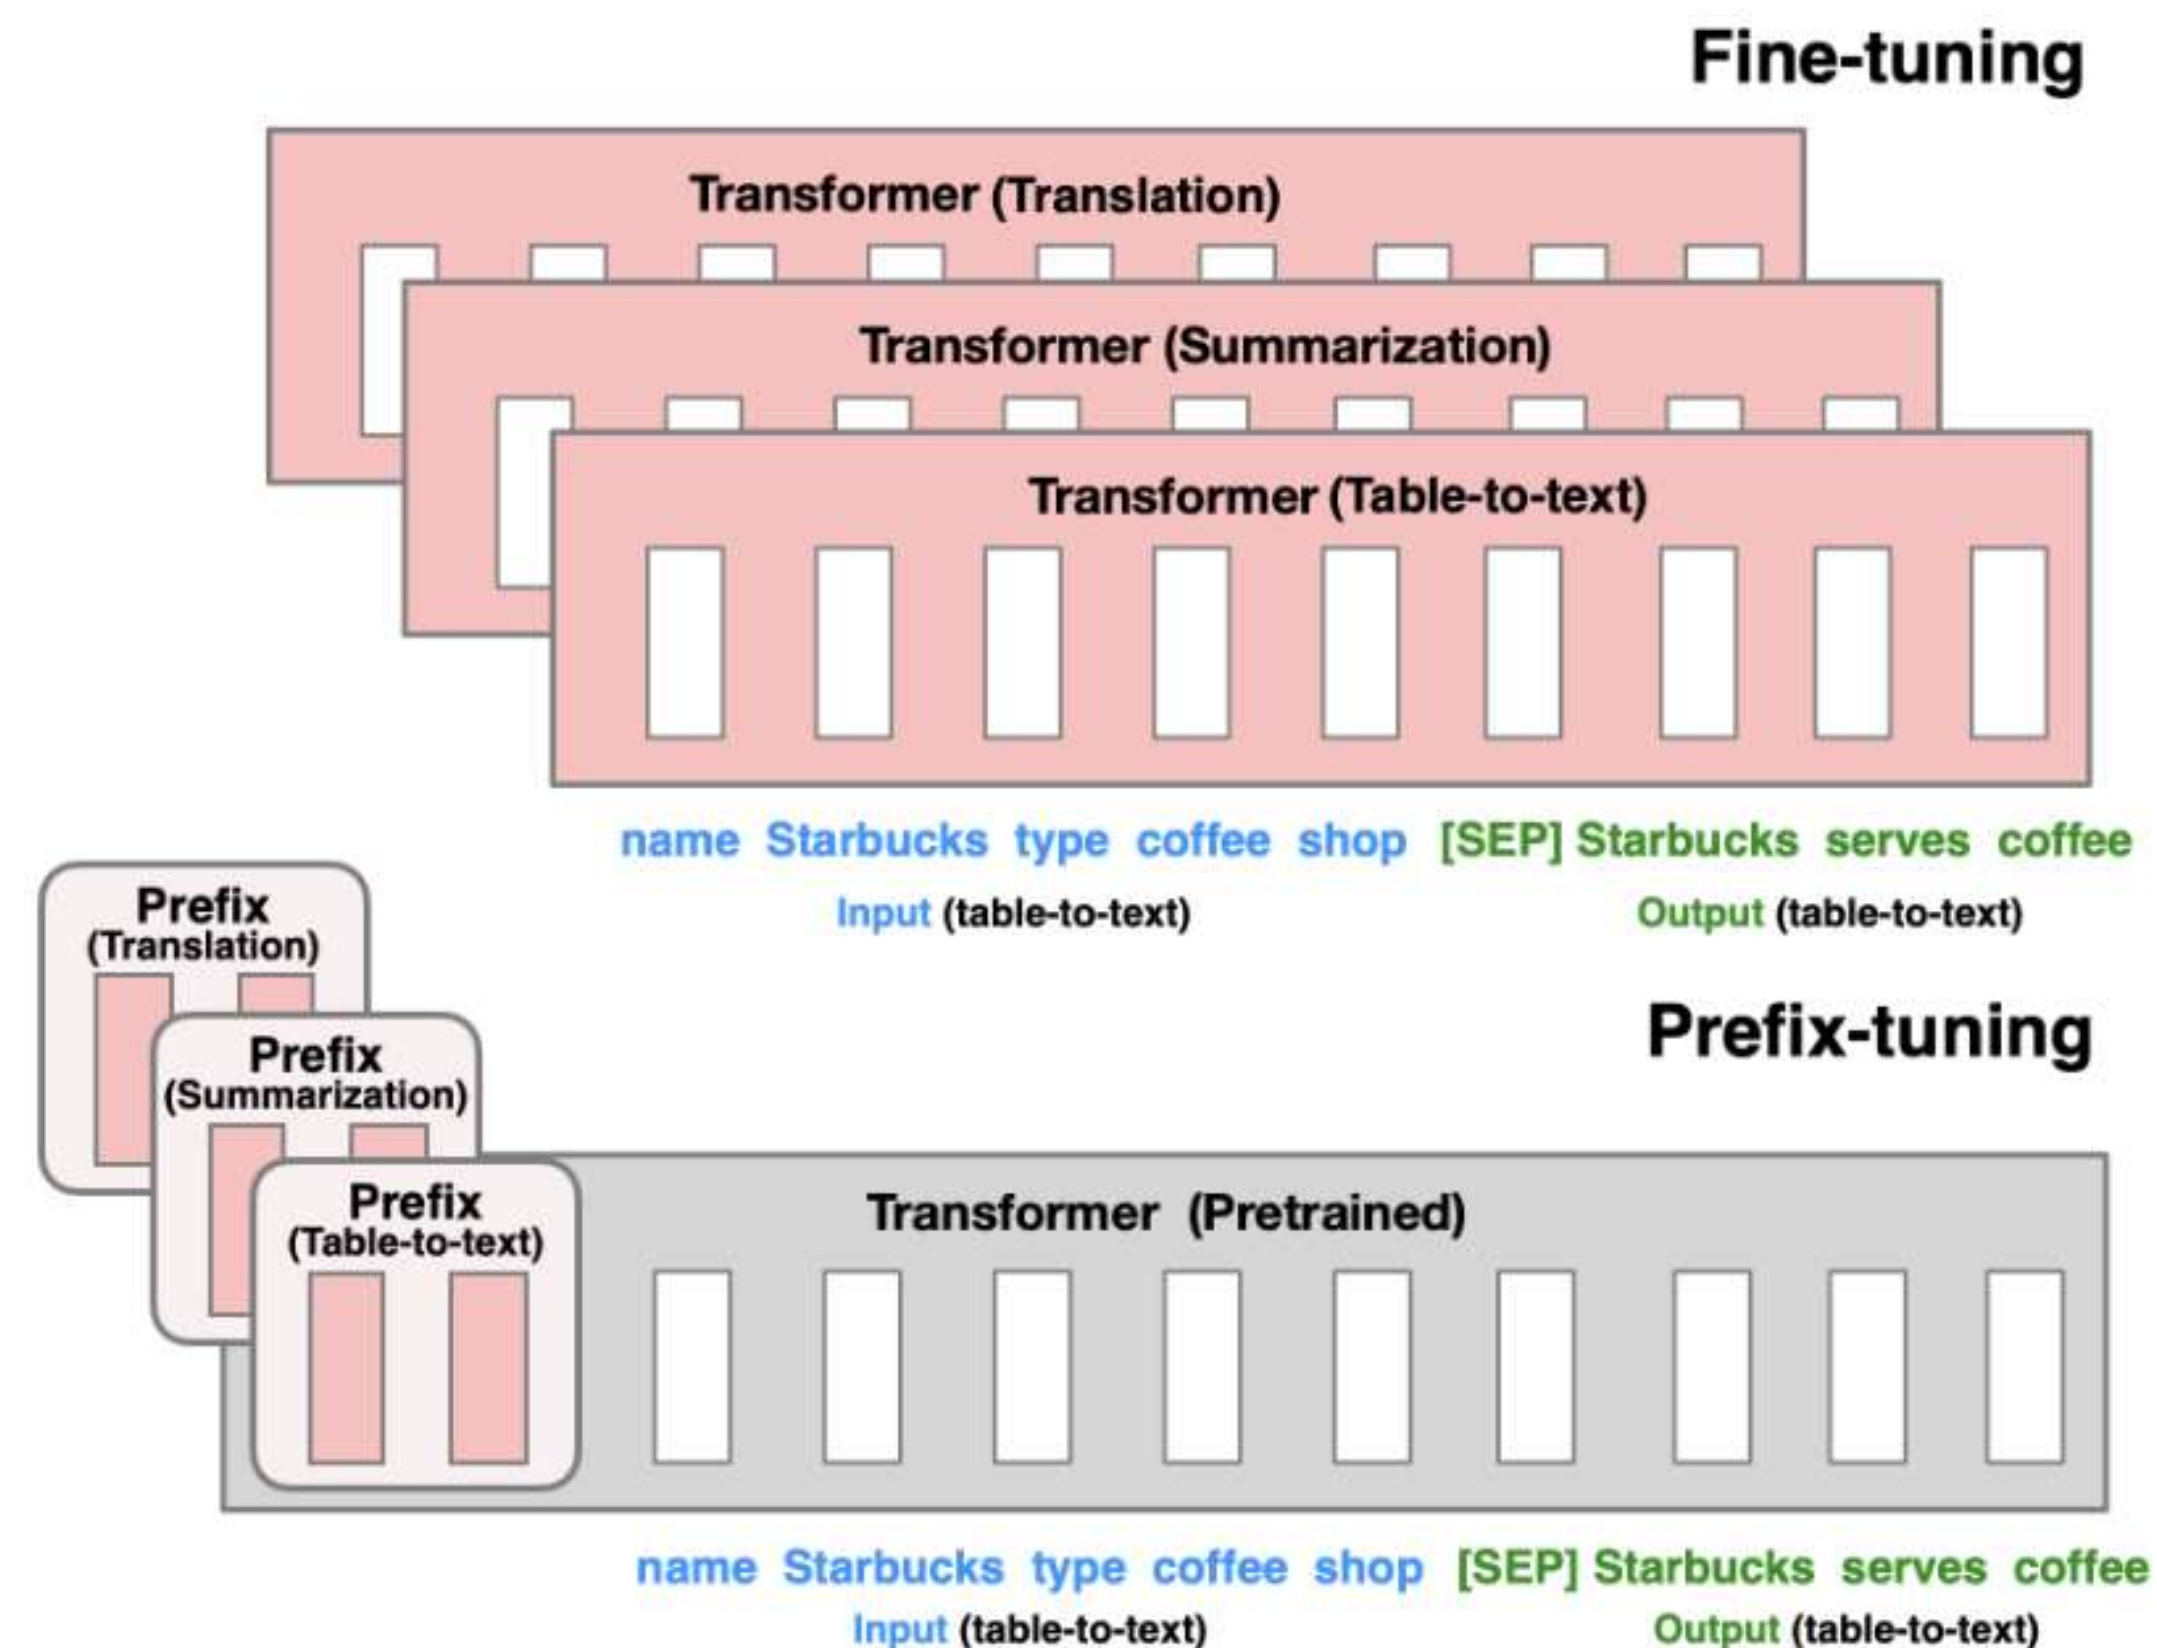 Fine-tuning
Transformer (Translation)
Transformer (Summarization)
Transformer (Table-to-text)
name Starbucks type coffee shop [SEP] Starbucks serves coffee
Input (table-to-text) Output (table-to-text)
Prefix
(Translation)
Prefix-tuning
Prefix
(Summarization)
Prefix
(Table-to-text)
Transformer (Pretrained)
name Starbucks type coffee shop [SEP] Starbucks serves coffee
Input (table-to-text) Output (table-to-text)